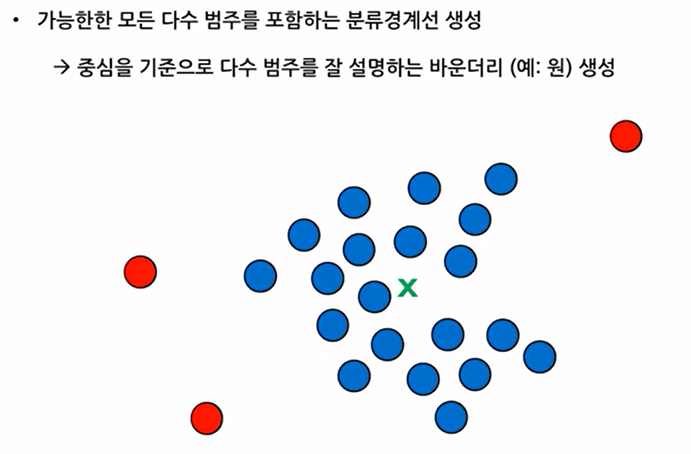 • 가능한한 모든 다수 범주를 포함하는 분류경계선 생성
→ 중심을 기준으로 다수 범주를 잘 설명하는 바운더리 (예: 원) 생성
x